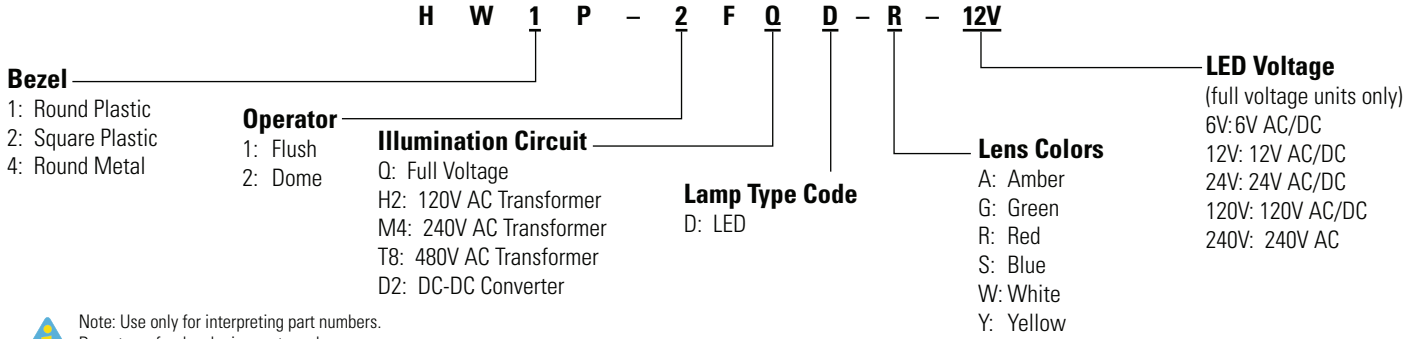 H W 1 P – 2 F Q D – R – 12V
Bezel
1: Round Plastic
2: Square Plastic
4: Round Metal
Operator
1: Flush
2: Dome
Illumination Circuit
Q: Full Voltage
H2: 120V AC Transformer
M4: 240V AC Transformer
T8: 480V AC Transformer
D2: DC-DC Converter
Lamp Type Code
D: LED
Lens Colors
A: Amber
G: Green
R: Red
S: Blue
W: White
Y: Yellow
LED Voltage
(full voltage units only)
6V:6V AC/DC
12V: 12V AC/DC
24V: 24V AC/DC
120V: 120V AC/DC
240V: 240V AC
Note: Use only for interpreting part numbers.